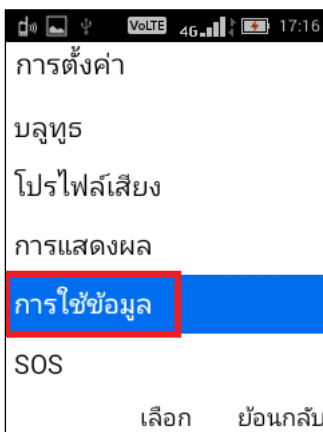 VoLTE 4G 17:16
การตั้งค่า
บลูทูธ
โปรไฟล์เสียง
การแสดงผล
การใช้ข้อมูล
SOS
เลือก ย้อนกลับ